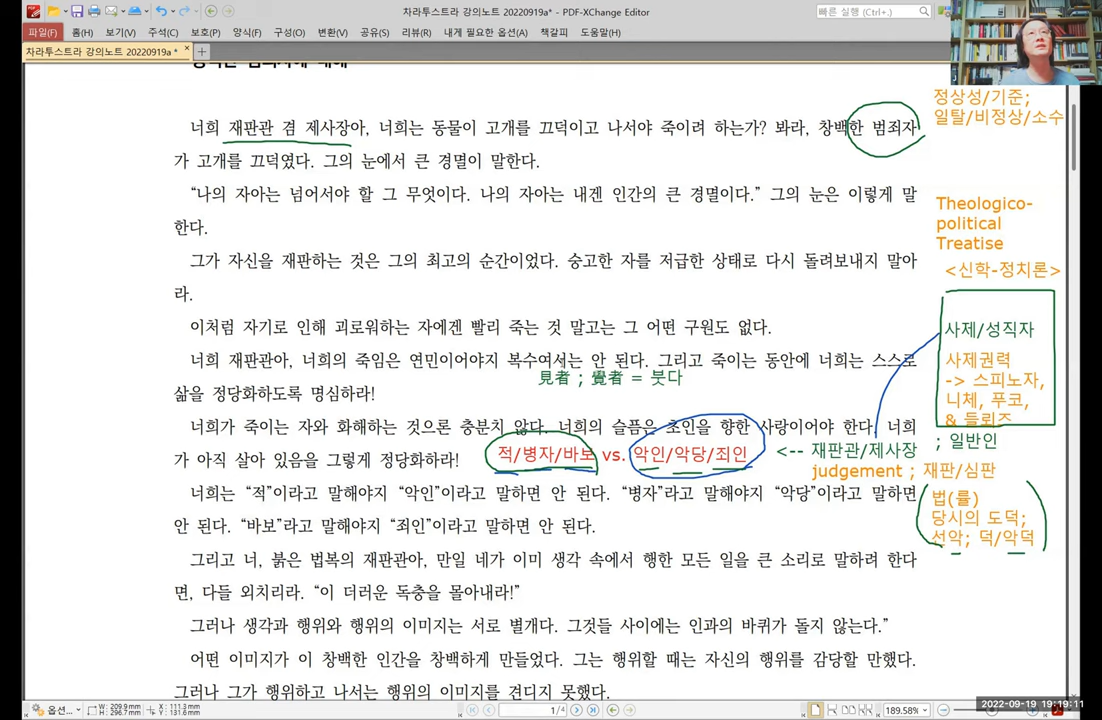 차라투스트라 강의노트 20220919a* - PDF-XChange Editor
빠른 실행 (Ctrl+.)
파일(F) 홈(H) 보기(V) 주석(C) 보호(P) 양식(F) 구성(O) 변환(V) 공유(S) 리뷰(R) 내게 필요한 옵션(A) 책갈피 도움말(H)
차라투스트라 강의노트 20220919a *
정상성/기준;
일탈/비정상/소수
너희 재판관 겸 제사장아, 너희는 동물이 고개를 끄덕이고 나서야 죽이려 하는가? 봐라, 창백한 범죄자
가 고개를 끄덕였다. 그의 눈에서 큰 경멸이 말한다.
“나의 자아는 넘어서야 할 그 무엇이다. 나의 자아는 내겐 인간의 큰 경멸이다.” 그의 눈은 이렇게 말
한다.
Theologico-
political
Treatise
<신학-정치론>
그가 자신을 재판하는 것은 그의 최고의 순간이었다. 숭고한 자를 저급한 상태로 다시 돌려보내지 말아
라.
이처럼 자기로 인해 괴로워하는 자에겐 빨리 죽는 것 말고는 그 어떤 구원도 없다.
사제/성직자
사제권력
-> 스피노자,
니체, 푸코,
& 들뢰즈
; 일반인
너희 재판관아, 너희의 죽임은 연민이어야지 복수여서는 안 된다. 그리고 죽이는 동안에 너희는 스스로
見者 ; 覺者 = 붓다
삶을 정당화하도록 명심하라!
너희가 죽이는 자와 화해하는 것으론 충분치 않다. 너희의 슬픔은 초인을 향한 사랑이어야 한다. 너희
가 아직 살아 있음을 그렇게 정당화하라!
적/병자/바보 vs. 악인/악당/죄인
<-- 재판관/제사장
judgement ; 재판/심판
법(률)
당시의 도덕;
선악; 덕/악덕
너희는 “적”이라고 말해야지 “악인”이라고 말하면 안 된다. “병자”라고 말해야지 “악당”이라고 말하면
안 된다. “바보”라고 말해야지 “죄인”이라고 말하면 안 된다.
그리고 너, 붉은 법복의 재판관아, 만일 네가 이미 생각 속에서 행한 모든 일을 큰 소리로 말하려 한다
면, 다들 외치리라. “이 더러운 독충을 몰아내라!”
그러나 생각과 행위와 행위의 이미지는 서로 별개다. 그것들 사이에는 인과의 바퀴가 돌지 않는다.”
어떤 이미지가 이 창백한 인간을 창백하게 만들었다. 그는 행위할 때는 자신의 행위를 감당할 만했다.
그러나 그가 행위하고 나서는 행위의 이미지를 견디지 못했다.
옵션... 209.9 mm 296.7 mm X: 111.3 mm Y: 131.6 mm 1/4 189.58%
2022-09-19 19:19:11